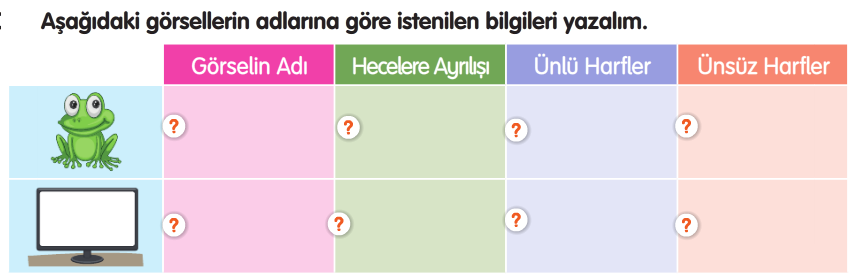 Aşağıdaki görsellerin adlarına göre istenilen bilgileri yazalım.
Görselin Adı Hecelere Ayrılışı Ünlü Harfler Ünsüz Harfler
? ? ? ?
? ? ? ?